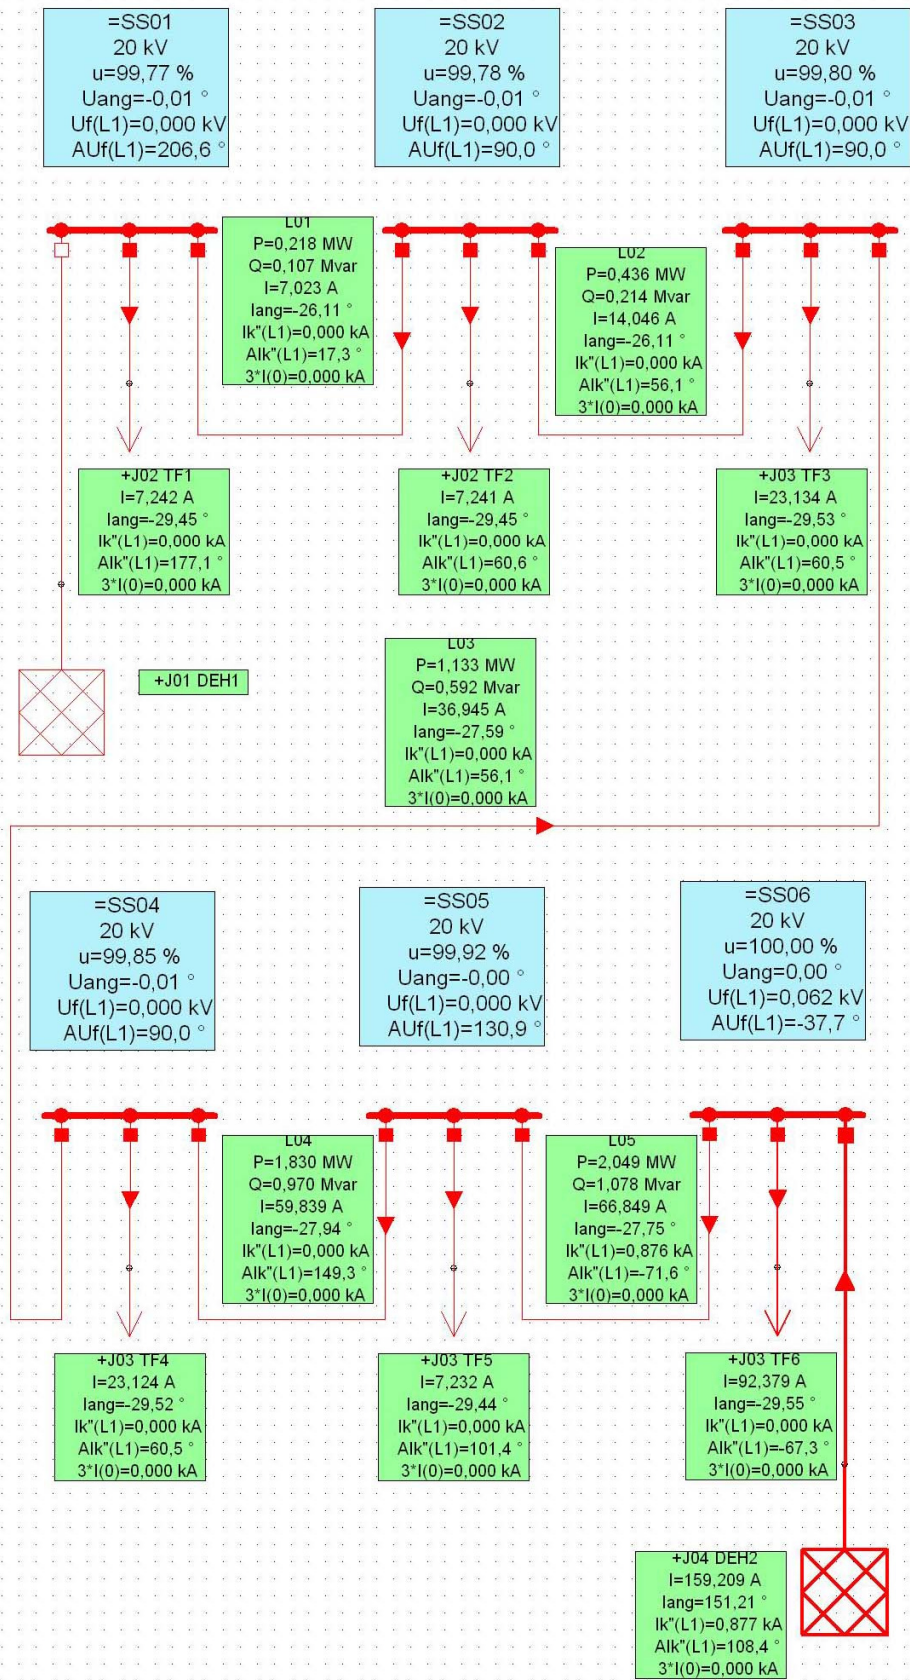 =SS01
20 kV
u=99,77 %
Uang=-0,01 °
Uf(L1)=0,000 kV
AUf(L1)=206,6 °
=SS02
20 kV
u=99,78 %
Uang=-0,01 °
Uf(L1)=0,000 kV
AUf(L1)=90,0 °
=SS03
20 kV
u=99,80 %
Uang=-0,01 °
Uf(L1)=0,000 kV
AUf(L1)=90,0 °
L01
P=0,218 MW
Q=0,107 Mvar
I=7,023 A
Iang=-26,11 °
Ik"(L1)=0,000 kA
AIk"(L1)=17,3 °
3*I(0)=0,000 kA
L02
P=0,436 MW
Q=0,214 Mvar
I=14,046 A
Iang=-26,11 °
Ik"(L1)=0,000 kA
AIk"(L1)=56,1 °
3*I(0)=0,000 kA
+J02 TF1
I=7,242 A
Iang=-29,45 °
Ik"(L1)=0,000 kA
AIk"(L1)=177,1 °
3*I(0)=0,000 kA
+J02 TF2
I=7,241 A
Iang=-29,45 °
Ik"(L1)=0,000 kA
AIk"(L1)=60,6 °
3*I(0)=0,000 kA
+J03 TF3
I=23,134 A
Iang=-29,53 °
Ik"(L1)=0,000 kA
AIk"(L1)=60,5 °
3*I(0)=0,000 kA
+J01 DEH1
L03
P=1,133 MW
Q=0,592 Mvar
I=36,945 A
Iang=-27,59 °
Ik"(L1)=0,000 kA
AIk"(L1)=56,1 °
3*I(0)=0,000 kA
=SS04
20 kV
u=99,85 %
Uang=-0,01 °
Uf(L1)=0,000 kV
AUf(L1)=90,0 °
=SS05
20 kV
u=99,92 %
Uang=-0,00 °
Uf(L1)=0,000 kV
AUf(L1)=130,9 °
=SS06
20 kV
u=100,00 %
Uang=0,00 °
Uf(L1)=0,062 kV
AUf(L1)=-37,7 °
L04
P=1,830 MW
Q=0,970 Mvar
I=59,839 A
Iang=-27,94 °
Ik"(L1)=0,000 kA
AIk"(L1)=149,3 °
3*I(0)=0,000 kA
L05
P=2,049 MW
Q=1,078 Mvar
I=66,849 A
Iang=-27,75 °
Ik"(L1)=0,876 kA
AIk"(L1)=-71,6 °
3*I(0)=0,000 kA
+J03 TF4
I=23,124 A
Iang=-29,52 °
Ik"(L1)=0,000 kA
AIk"(L1)=60,5 °
3*I(0)=0,000 kA
+J03 TF5
I=7,232 A
Iang=-29,44 °
Ik"(L1)=0,000 kA
AIk"(L1)=101,4 °
3*I(0)=0,000 kA
+J03 TF6
I=92,379 A
Iang=-29,55 °
Ik"(L1)=0,000 kA
AIk"(L1)=-67,3 °
3*I(0)=0,000 kA
+J04 DEH2
I=159,209 A
Iang=151,21 °
Ik"(L1)=0,877 kA
AIk"(L1)=108,4 °
3*I(0)=0,000 kA